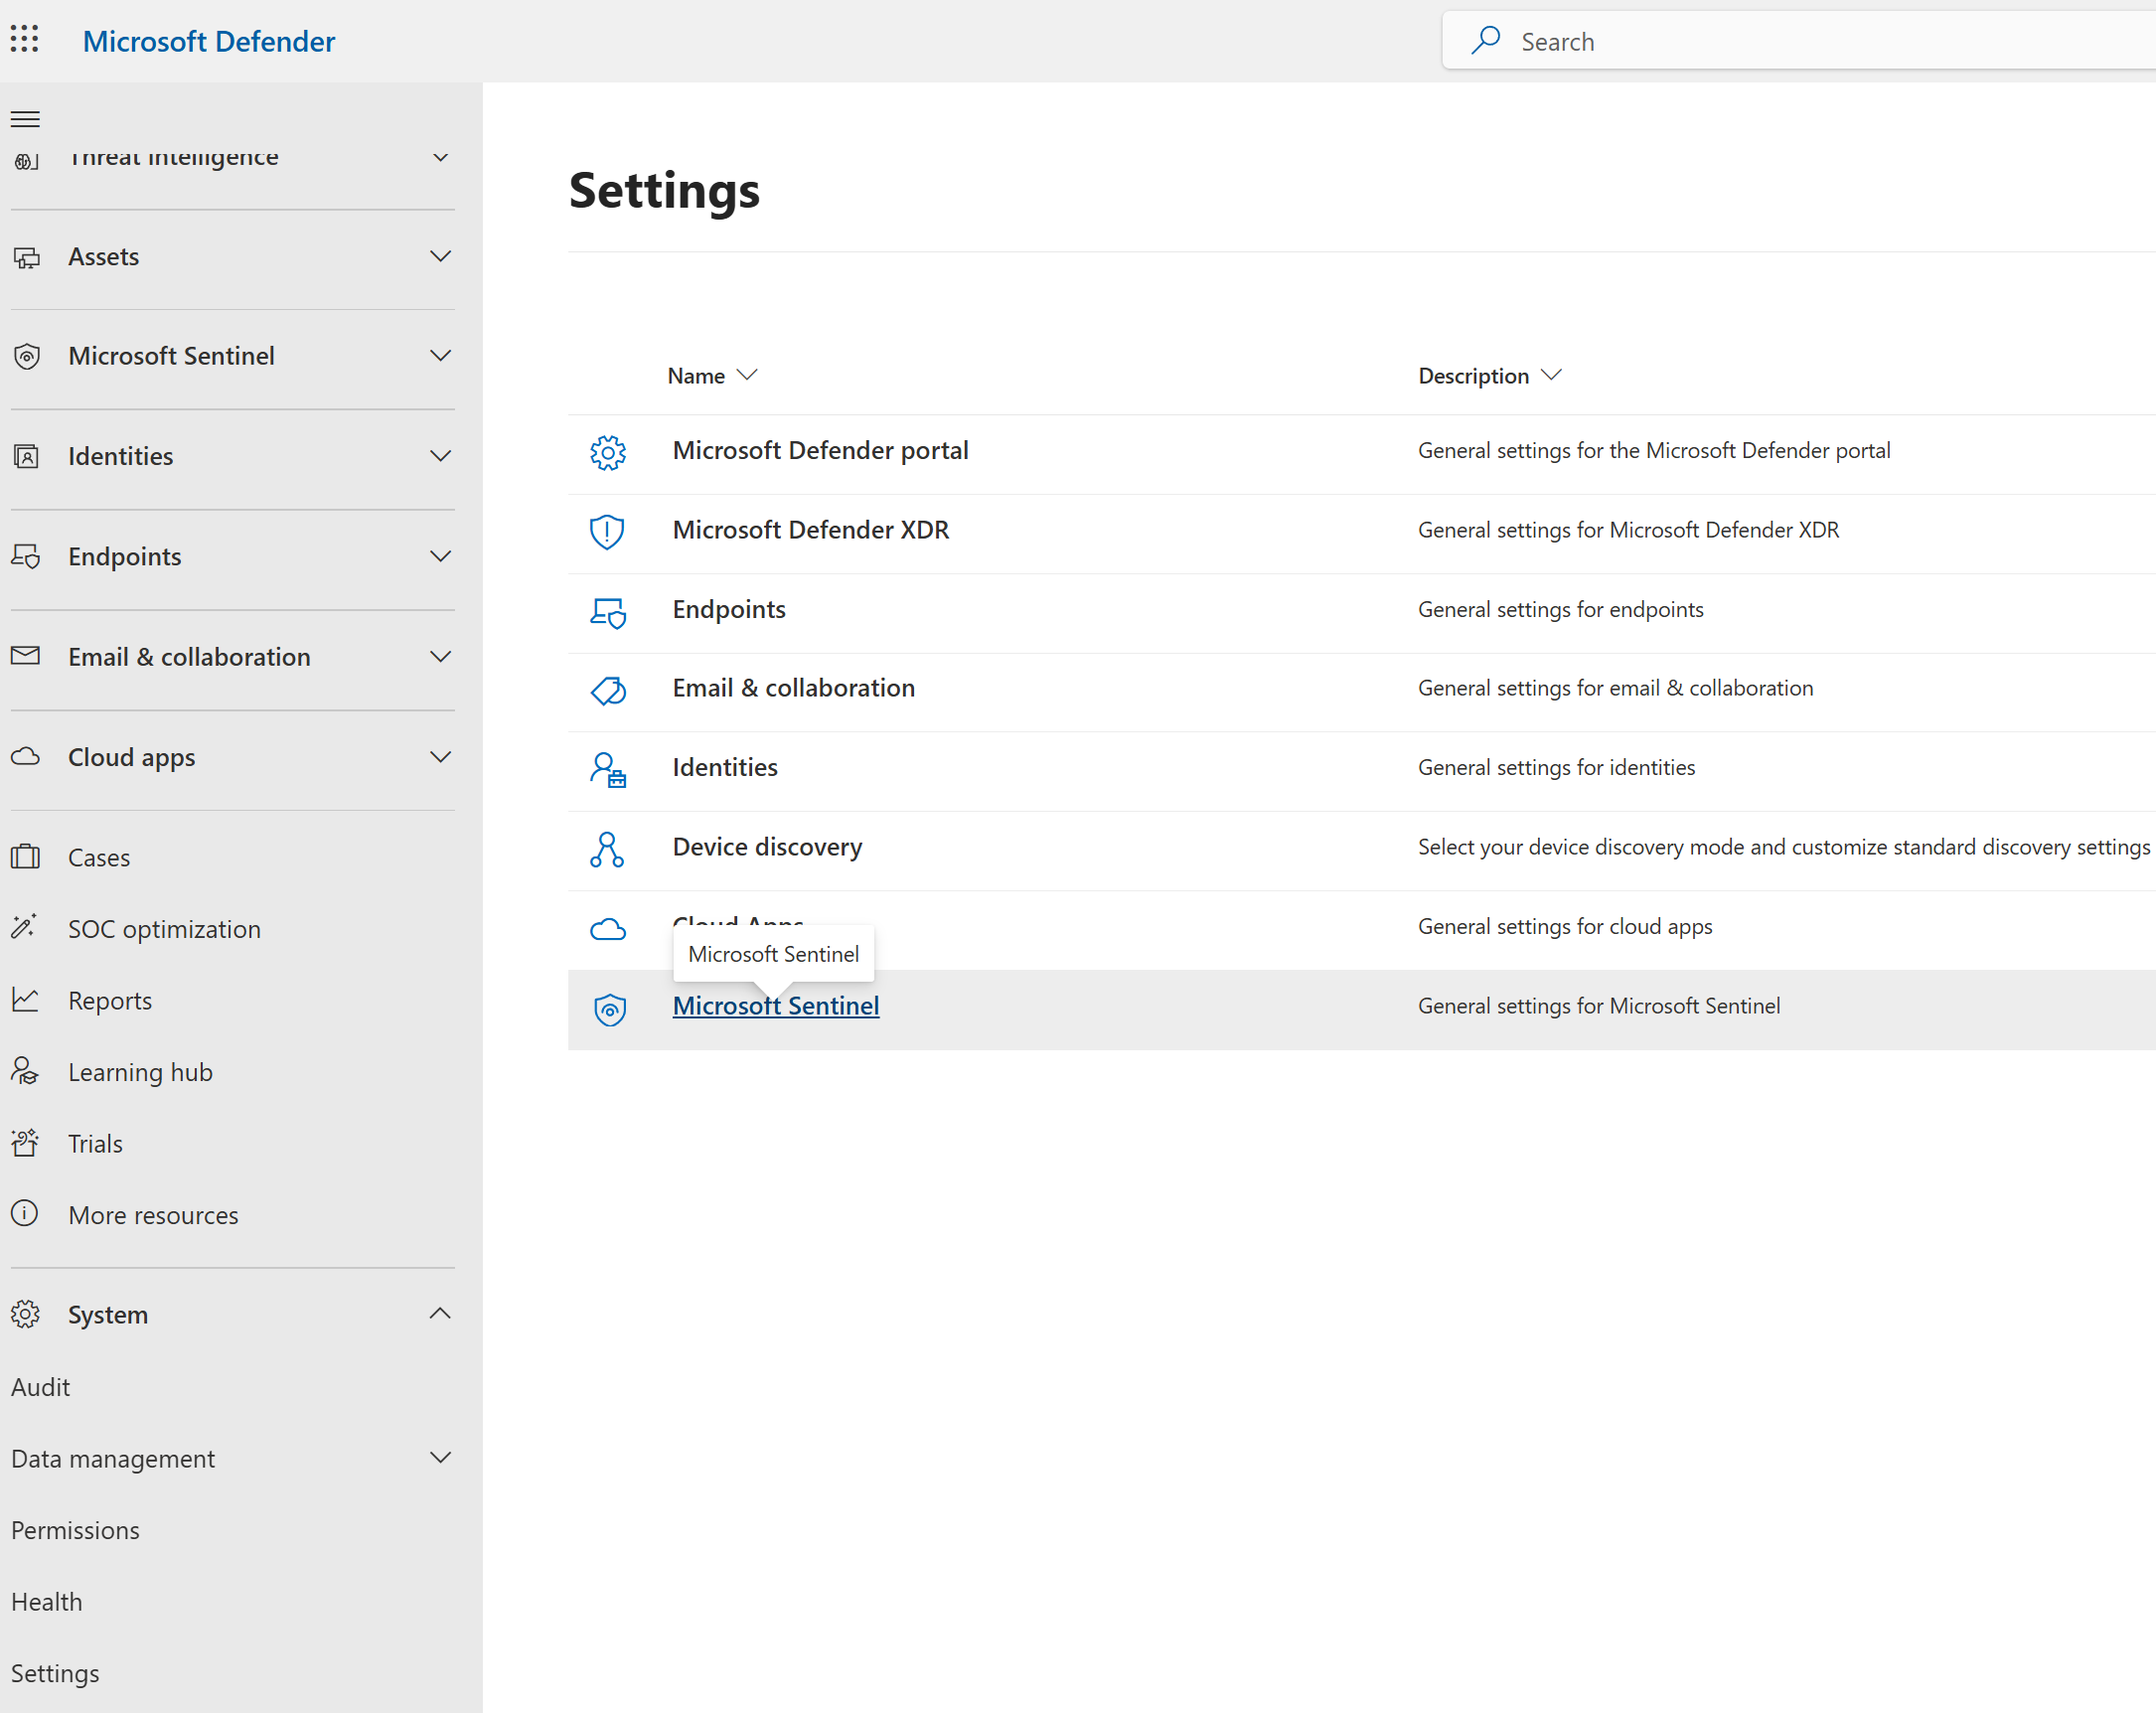 Microsoft Defender
Search
Threat intelligence
Assets
Microsoft Sentinel
Identities
Endpoints
Email & collaboration
Cloud apps
Cases
SOC optimization
Reports
Learning hub
Trials
More resources
System
Audit
Data management
Permissions
Health
Settings
Settings
Name Description
Microsoft Defender portal General settings for the Microsoft Defender portal
Microsoft Defender XDR General settings for Microsoft Defender XDR
Endpoints General settings for endpoints
Email & collaboration General settings for email & collaboration
Identities General settings for identities
Device discovery Select your device discovery mode and customize standard discovery settings
Cloud Apps General settings for cloud apps
Microsoft Sentinel
Microsoft Sentinel General settings for Microsoft Sentinel